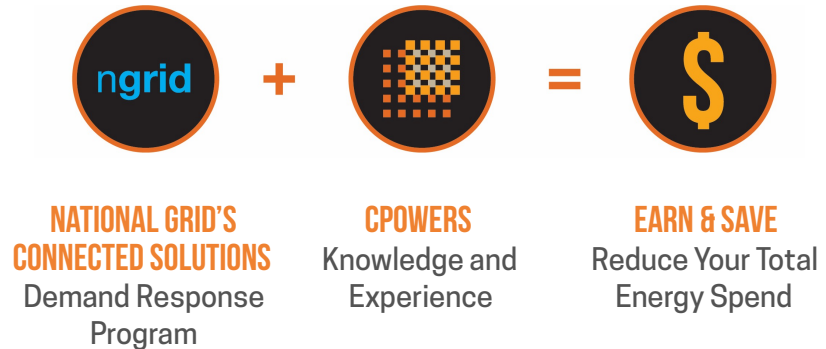 ngrid + = $
NATIONAL GRID'S
CONNECTED SOLUTIONS
Demand Response
Program
CPOWERS
Knowledge and
Experience
EARN & SAVE
Reduce Your Total
Energy Spend